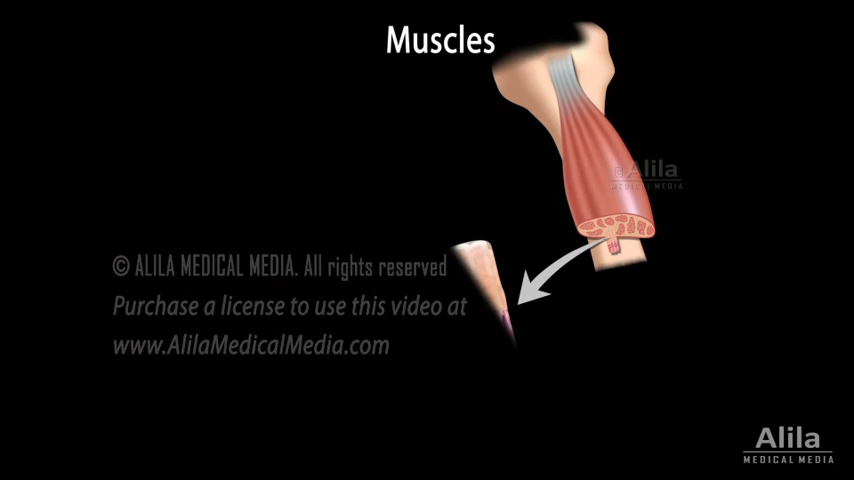 Muscles
© Alila
MEDICAL MEDIA
© ALILA MEDICAL MEDIA. All rights reserved
Purchase a license to use this video at
www.AlilaMedicalMedia.com
Alila
MEDICAL MEDIA